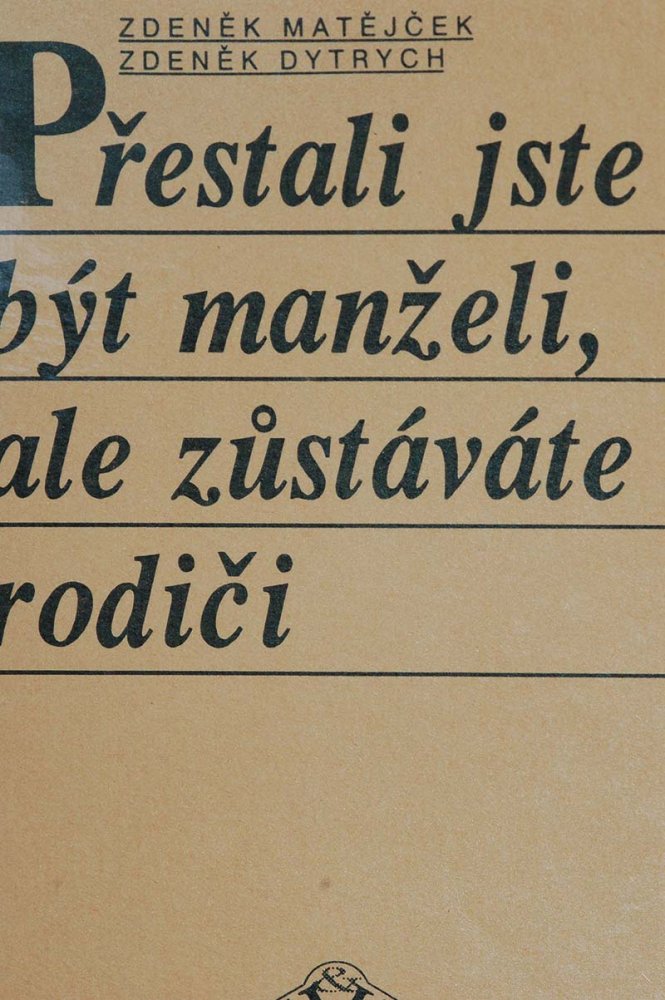 ZDENĚK MATĚJČEK
ZDENĚK DYTRYCH
Přestali jste
být manželi,
ale zůstáváte
rodiči
&